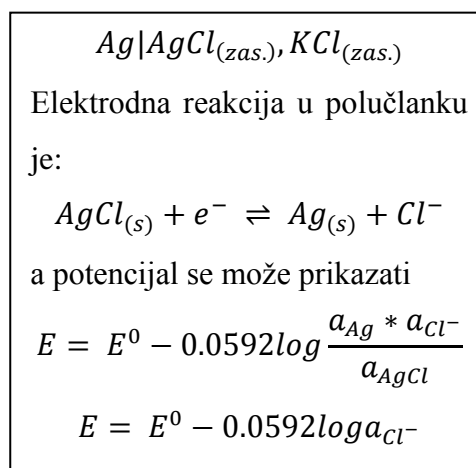 Ag|AgCl(zas.), KCl(zas.)
Elektrodna reakcija u polučlanku
je:
AgCl(s) + e⁻ ⇌ Ag(s) + Cl⁻
a potencijal se može prikazati
E = E⁰ − 0.0592log (a_Ag * a_Cl⁻)/(a_AgCl)
E = E⁰ − 0.0592loga_Cl⁻